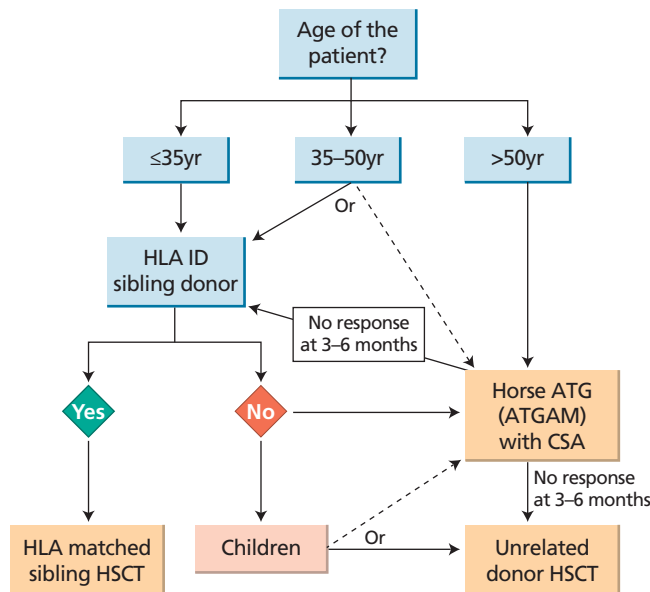 Age of the
patient?
≤35yr
35–50yr
>50yr
Or
HLA ID
sibling donor
No response
at 3–6 months
Yes
No
Horse ATG
(ATGAM)
with CSA
No response
at 3–6 months
HLA matched
sibling HSCT
Children
Or
Unrelated
donor HSCT